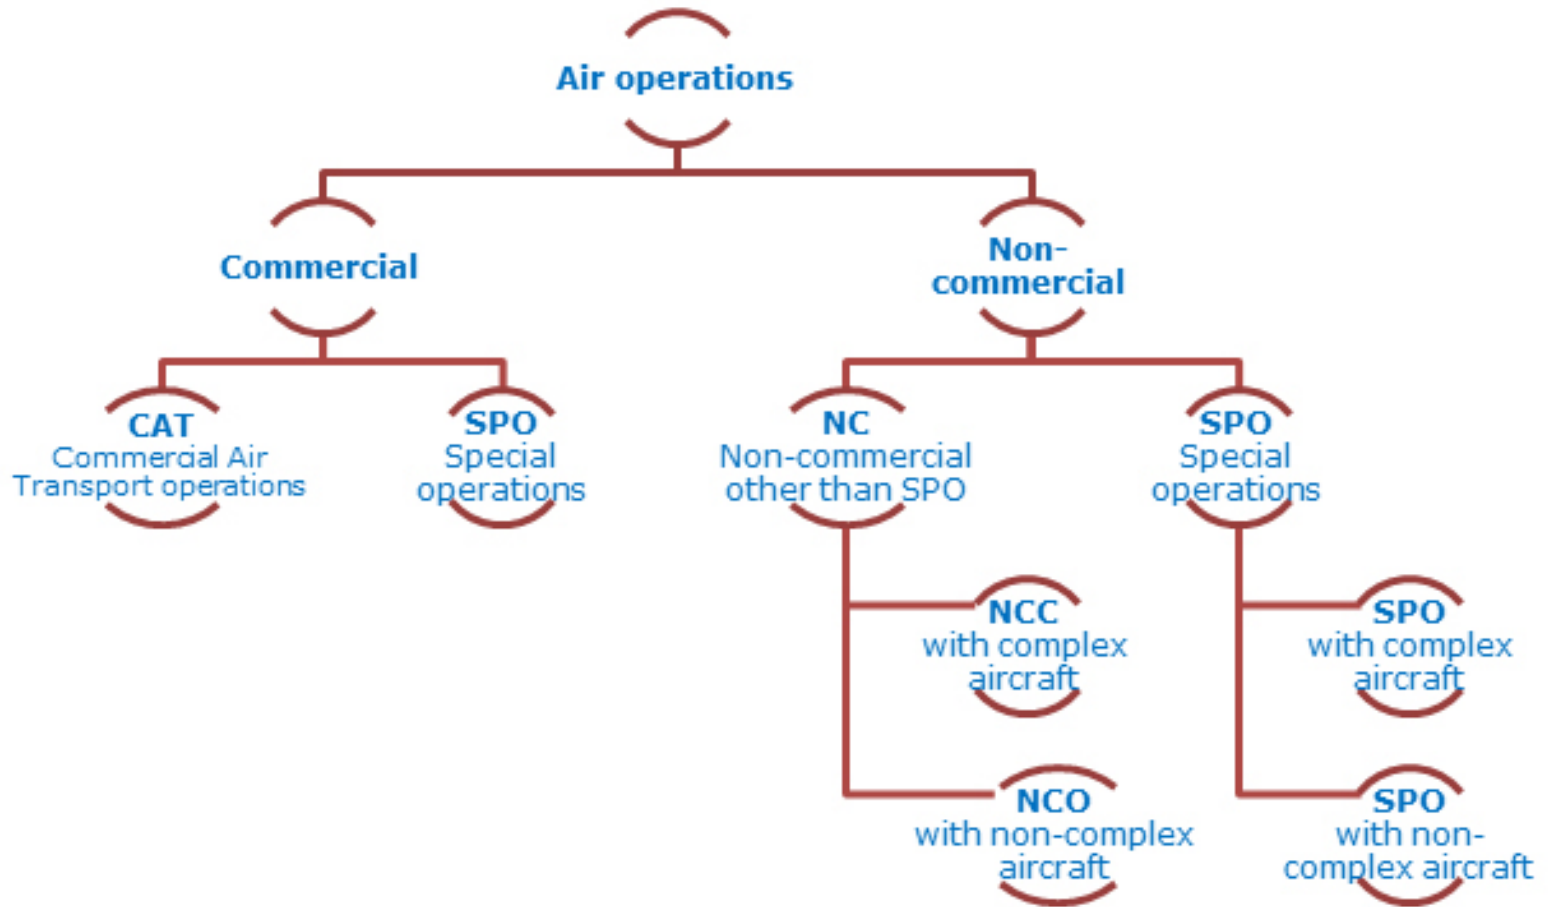 Air operations
Commercial
Non-
commercial
CAT
Commercial Air
Transport operations
SPO
Special
operations
NC
Non-commercial
other than SPO
SPO
Special
operations
NCC
with complex
aircraft
SPO
with complex
aircraft
NCO
with non-complex
aircraft
SPO
with non-
complex aircraft